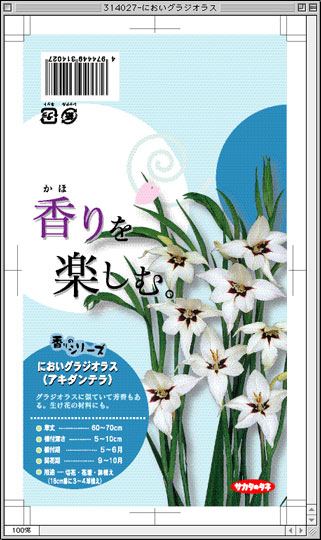 314027-においグラジオラス
4 974449 314027
かほ
香りを
楽しむ。
香りの
シリーズ
においグラジオラス
(アキダンテラ)
グラジオラスに似ていて芳香もあ
る。生け花の材料にも。
草丈 60〜70cm
植付深さ 5〜10cm
植付期 5〜6月
開花期 9〜10月
用途 切花・花壇・鉢植え
(18cm鉢に3〜4球植え)
サカタのタネ
100%